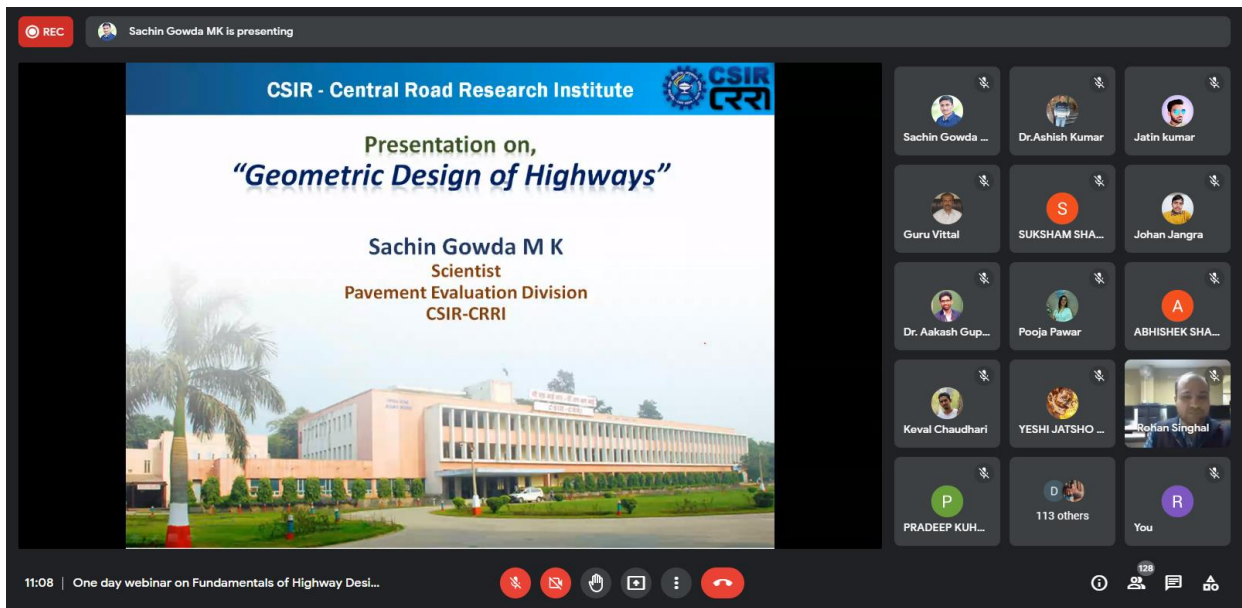 REC
Sachin Gowda MK is presenting
CSIR - Central Road Research Institute
CSIR
CRRI
Presentation on,
“Geometric Design of Highways”
Sachin Gowda M K
Scientist
Pavement Evaluation Division
CSIR-CRRI
CSIR-CRRI
Sachin Gowda ...
Dr.Ashish Kumar
Jatin kumar
Guru Vittal
S
SUKSHAM SHA...
Johan Jangra
Dr. Aakash Gup...
Pooja Pawar
A
ABHISHEK SHA...
Keval Chaudhari
YESHI JATSHO ...
Rohan Singhal
P
PRADEEP KUH...
D
113 others
R
You
11:08 | One day webinar on Fundamentals of Highway Desi...
128